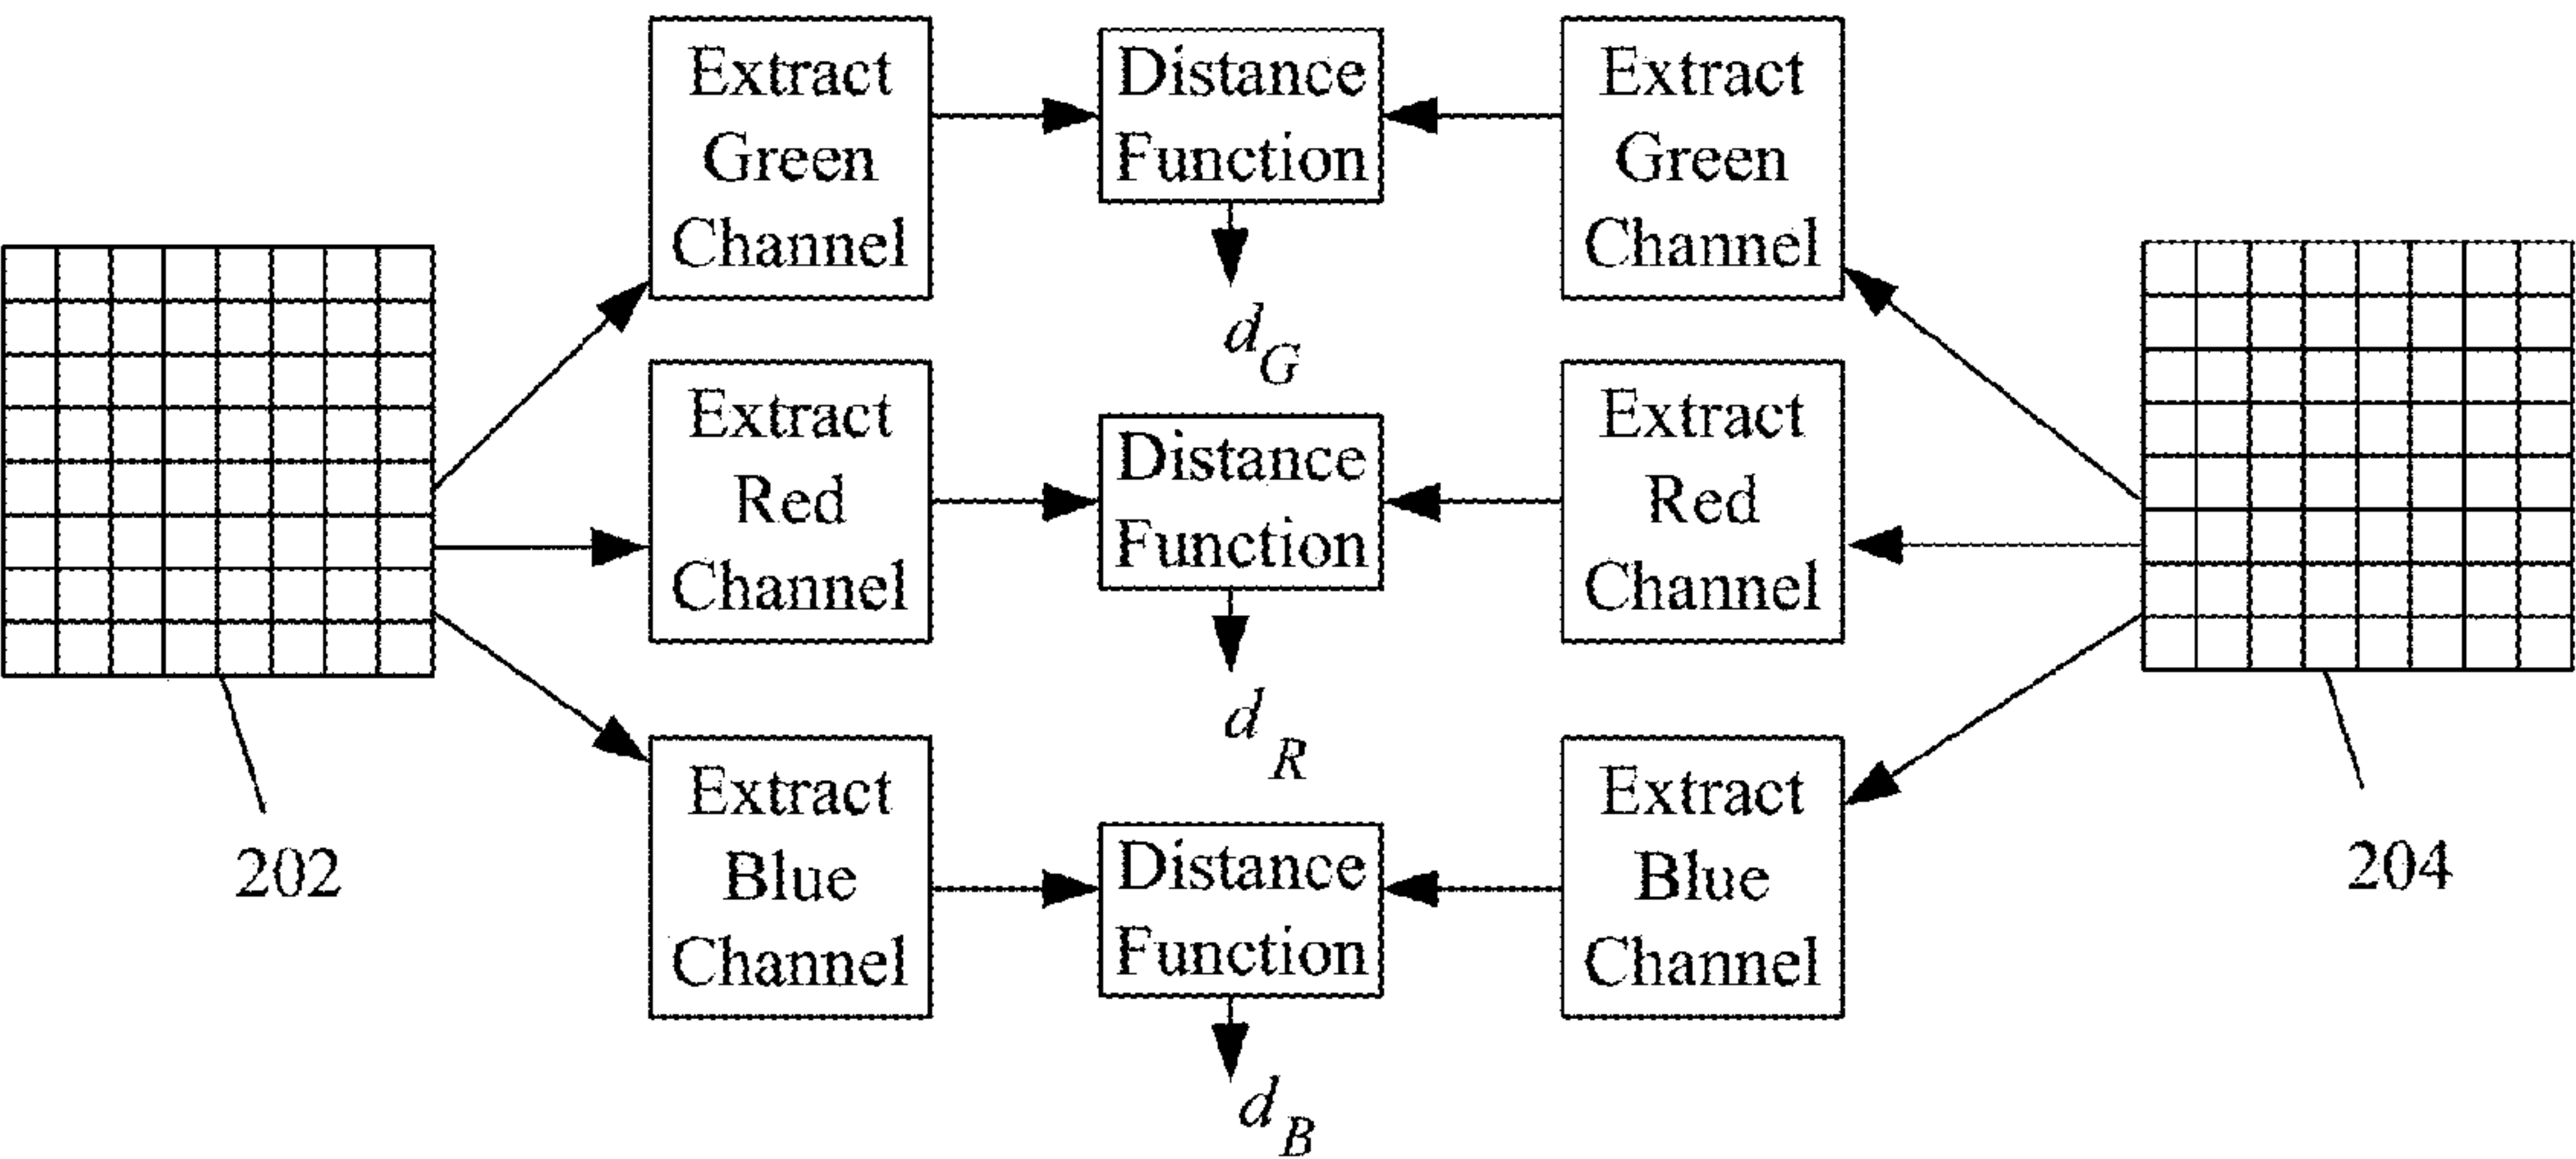 Extract
Green
Channel
Distance
Function
Extract
Green
Channel
d G
Extract
Red
Channel
Distance
Function
Extract
Red
Channel
d R
Extract
Blue
Channel
Distance
Function
Extract
Blue
Channel
d B
202
204